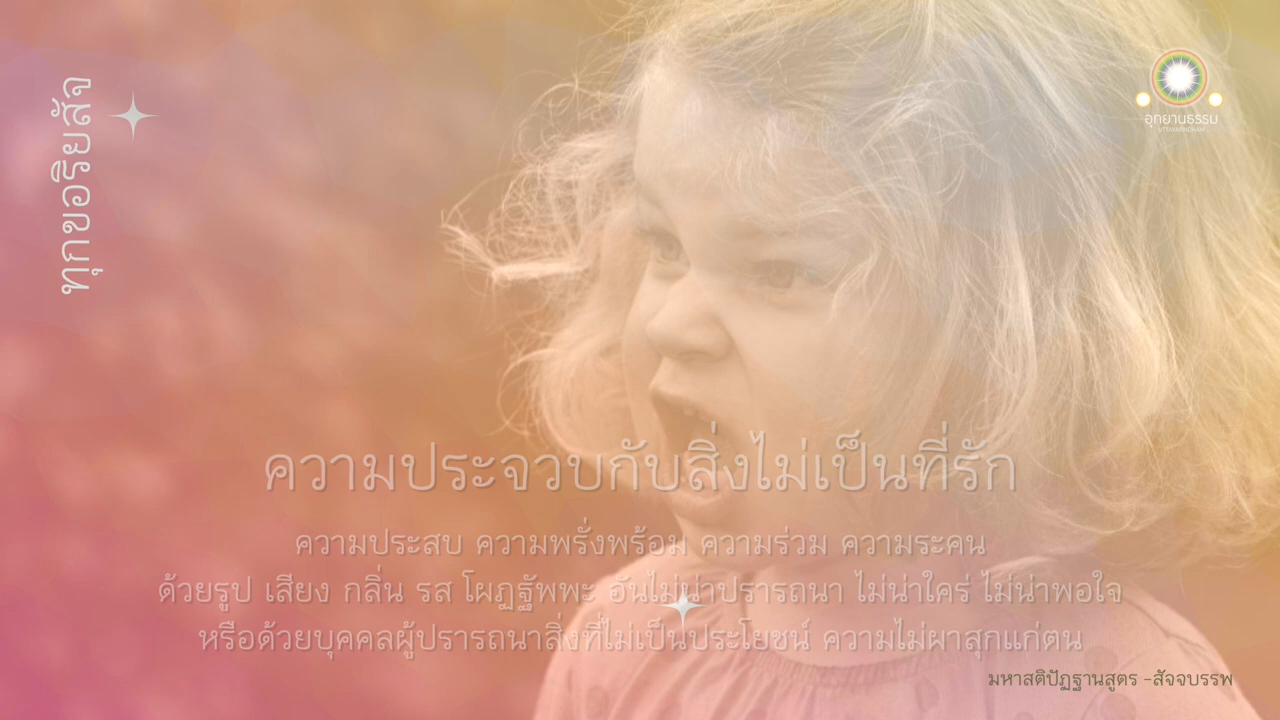 ทุกขอริยสัจ
อุทยานธรรม
UTTAYARNDHAM
ความประจวบกับสิ่งไม่เป็นที่รัก
ความประสบ ความพรั่งพร้อม ความร่วม ความระคน
ด้วยรูป เสียง กลิ่น รส โผฏฐัพพะ อันไม่น่าปรารถนา ไม่น่าใคร่ ไม่น่าพอใจ
หรือด้วยบุคคลผู้ปรารถนาสิ่งที่ไม่เป็นประโยชน์ ความไม่ผาสุกแก่ตน
มหาสติปัฏฐานสูตร -สัจจบรรพ